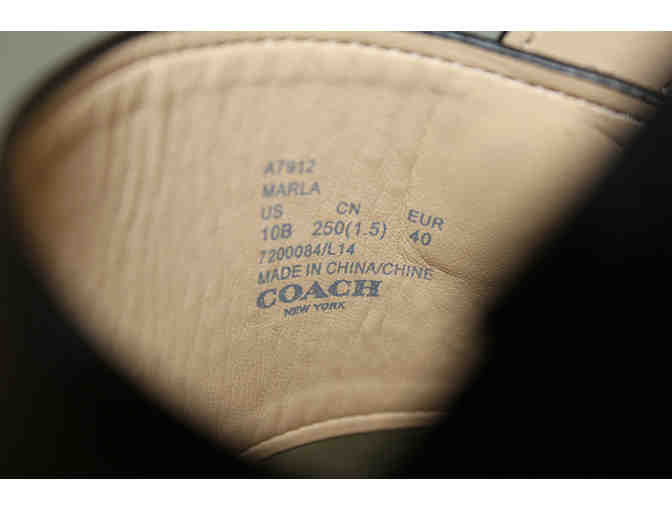 A7912
MARLA
US CN EUR
10B 250(1.5) 40
7200084/L14
MADE IN CHINA/CHINE
COACH
NEW YORK